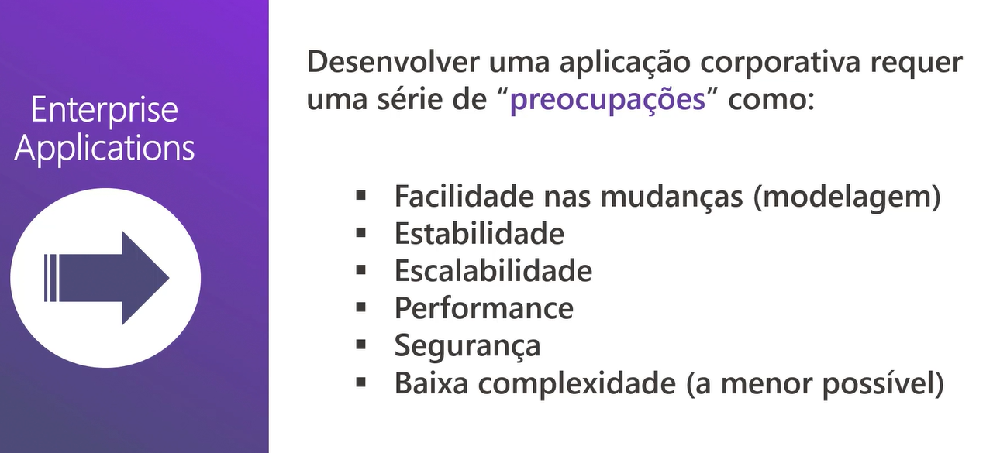 Enterprise
Applications
Desenvolver uma aplicação corporativa requer
uma série de “preocupações” como:
▪ Facilidade nas mudanças (modelagem)
▪ Estabilidade
▪ Escalabilidade
▪ Performance
▪ Segurança
▪ Baixa complexidade (a menor possível)